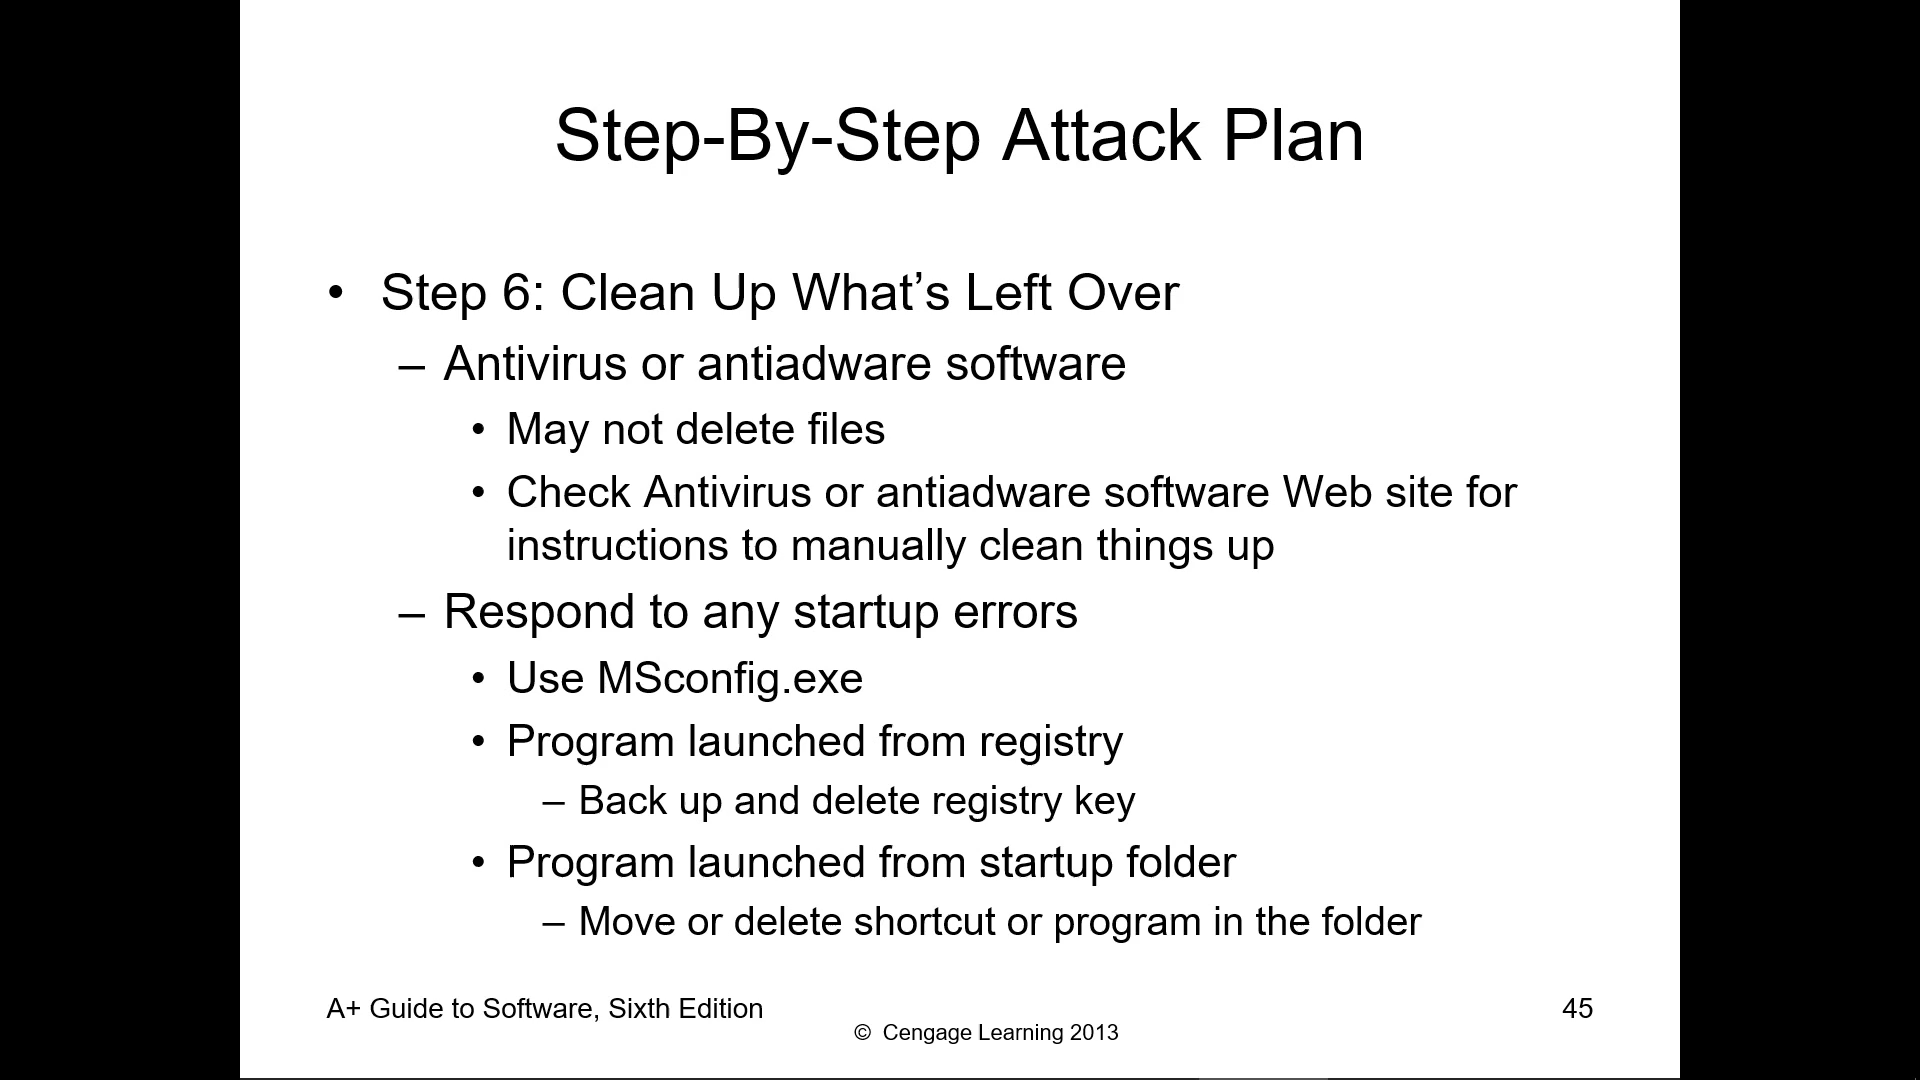 Step-By-Step Attack Plan
• Step 6: Clean Up What’s Left Over
– Antivirus or antiadware software
• May not delete files
• Check Antivirus or antiadware software Web site for
instructions to manually clean things up
– Respond to any startup errors
• Use MSconfig.exe
• Program launched from registry
– Back up and delete registry key
• Program launched from startup folder
– Move or delete shortcut or program in the folder
A+ Guide to Software, Sixth Edition
45
© Cengage Learning 2013